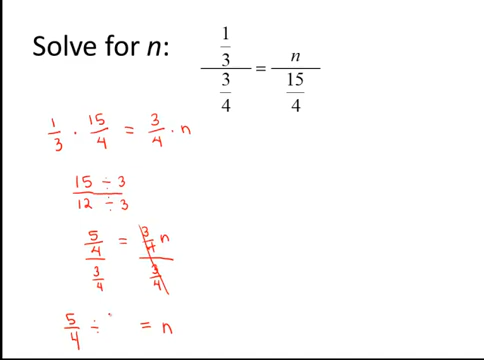 Solve for n:
1/3 / 3/4 = n / 15/4
1/3 · 15/4 = 3/4 · n
15 ÷ 3 / 12 ÷ 3
5/4 / 3/4 = 3/4 n / 3/4
5/4 ÷ = n